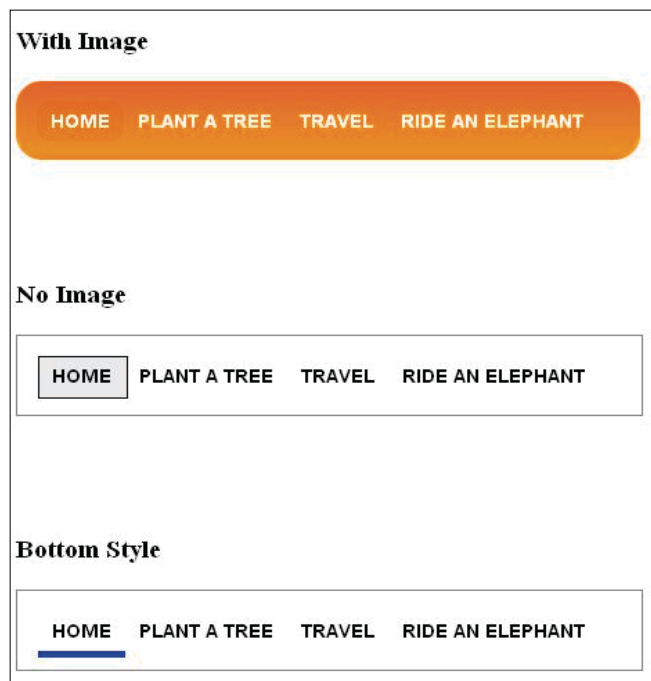 With Image
HOME PLANT A TREE TRAVEL RIDE AN ELEPHANT
No Image
HOME PLANT A TREE TRAVEL RIDE AN ELEPHANT
Bottom Style
HOME PLANT A TREE TRAVEL RIDE AN ELEPHANT